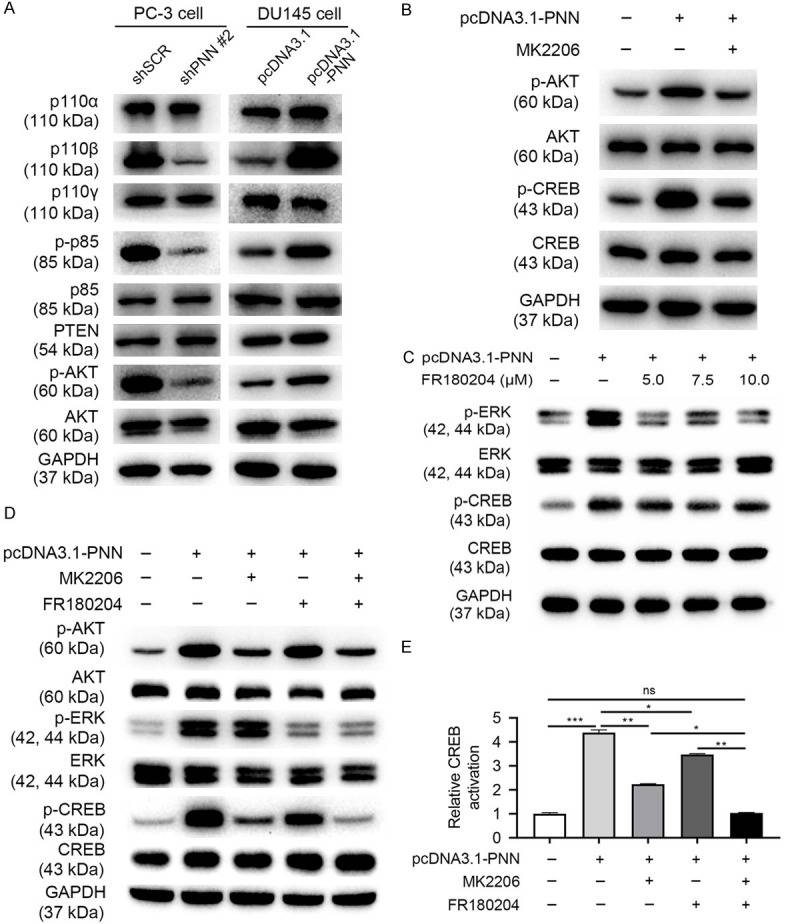 A
PC-3 cell DU145 cell
shSCR shPNN #2 pcDNA3.1 pcDNA3.1
-PNN
p110α
(110 kDa)
p110β
(110 kDa)
p110γ
(110 kDa)
p-p85
(85 kDa)
p85
(85 kDa)
PTEN
(54 kDa)
p-AKT
(60 kDa)
AKT
(60 kDa)
GAPDH
(37 kDa)
B
pcDNA3.1-PNN – + +
MK2206 – – +
p-AKT
(60 kDa)
AKT
(60 kDa)
p-CREB
(43 kDa)
CREB
(43 kDa)
GAPDH
(37 kDa)
C
pcDNA3.1-PNN – + + + +
FR180204 (μM) – – 5.0 7.5 10.0
p-ERK
(42, 44 kDa)
ERK
(42, 44 kDa)
p-CREB
(43 kDa)
CREB
(43 kDa)
GAPDH
(37 kDa)
D
pcDNA3.1-PNN – + + + +
MK2206 – – + – +
FR180204 – – – + +
p-AKT
(60 kDa)
AKT
(60 kDa)
p-ERK
(42, 44 kDa)
ERK
(42, 44 kDa)
p-CREB
(43 kDa)
CREB
(43 kDa)
GAPDH
(37 kDa)
E
ns
*
*** ** *
**
Relative CREB
activation
5
4
3
2
1
0
pcDNA3.1-PNN – + + + +
MK2206 – – + – +
FR180204 – – – + +